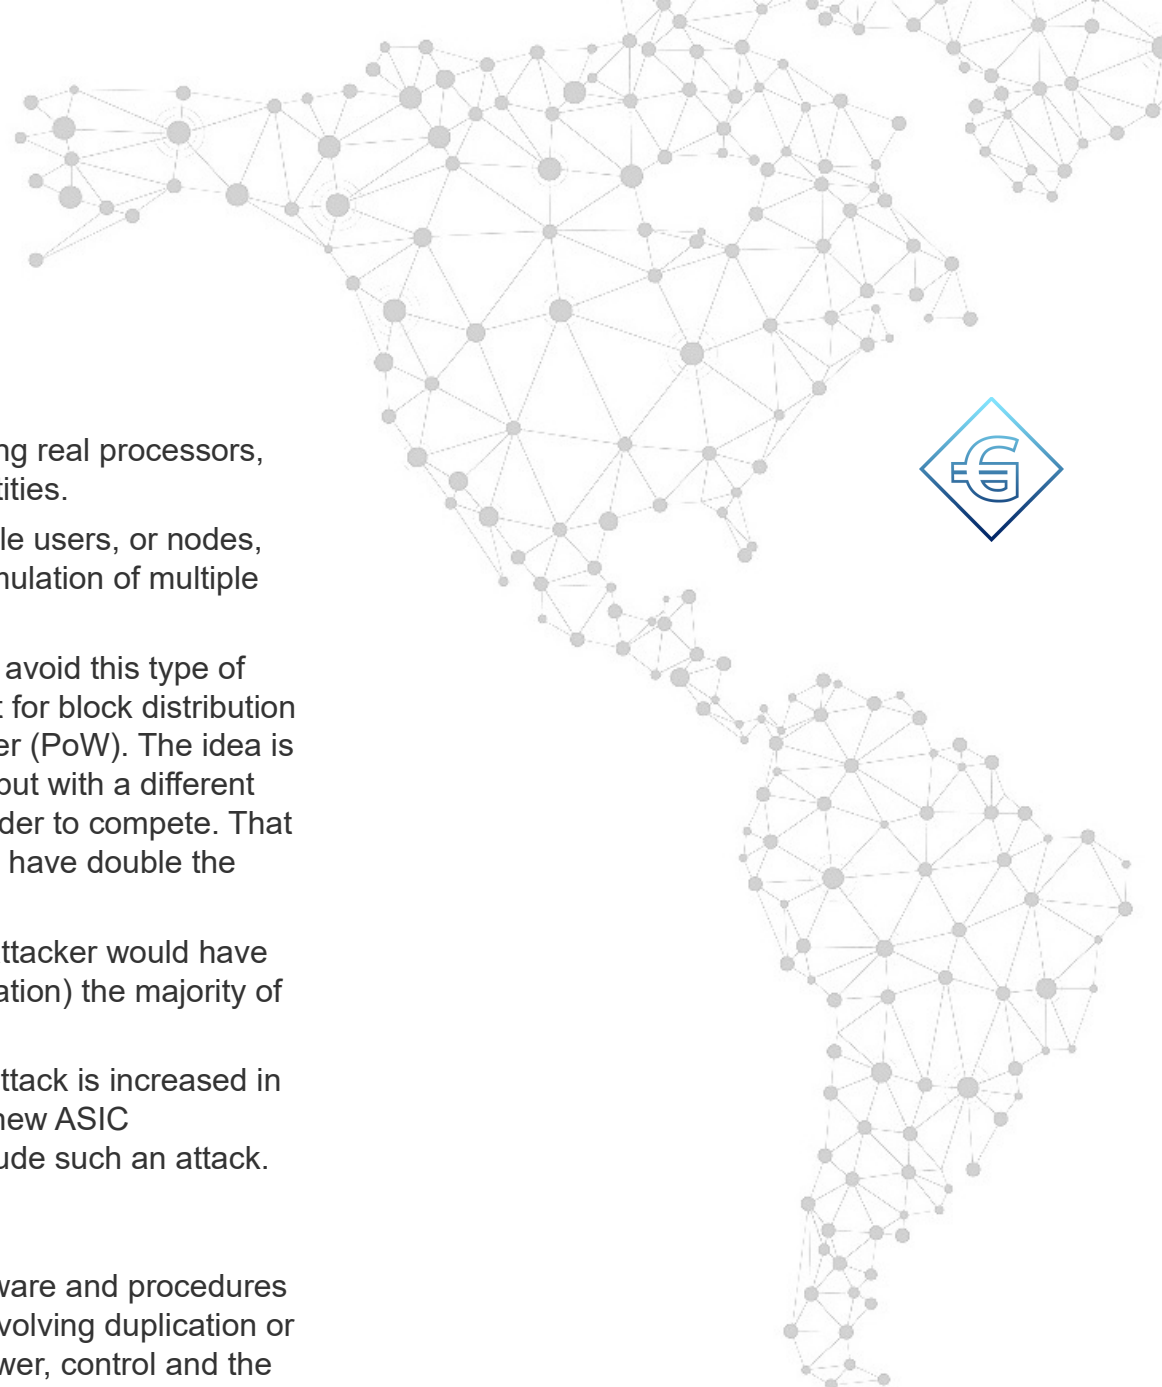 ng real processors,
tities.
le users, or nodes,
mulation of multiple
avoid this type of
t for block distribution
er (PoW). The idea is
but with a different
der to compete. That
have double the
ttacker would have
ation) the majority of
ttack is increased in
new ASIC
ude such an attack.
ware and procedures
volving duplication or
wer, control and the